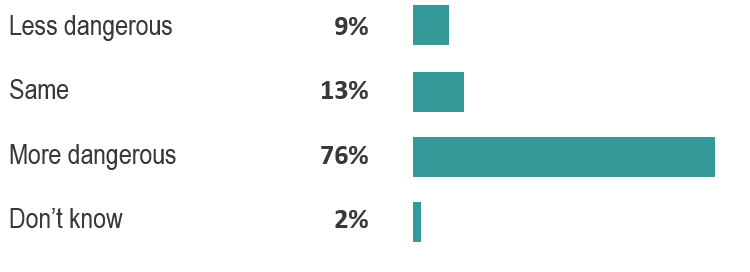 Less dangerous 9%
Same 13%
More dangerous 76%
Don’t know 2%